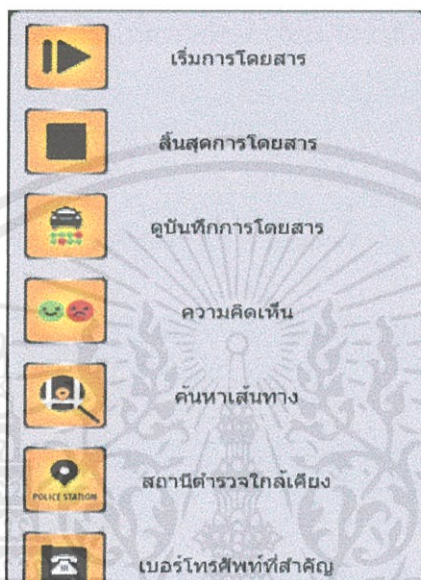 เริ่มการโดยสาร
สิ้นสุดการโดยสาร
ดูบันทึกการโดยสาร
ความคิดเห็น
ค้นหาเส้นทาง
POLICE STATION
สถานีตำรวจใกล้เคียง
เบอร์โทรศัพท์ที่สำคัญ